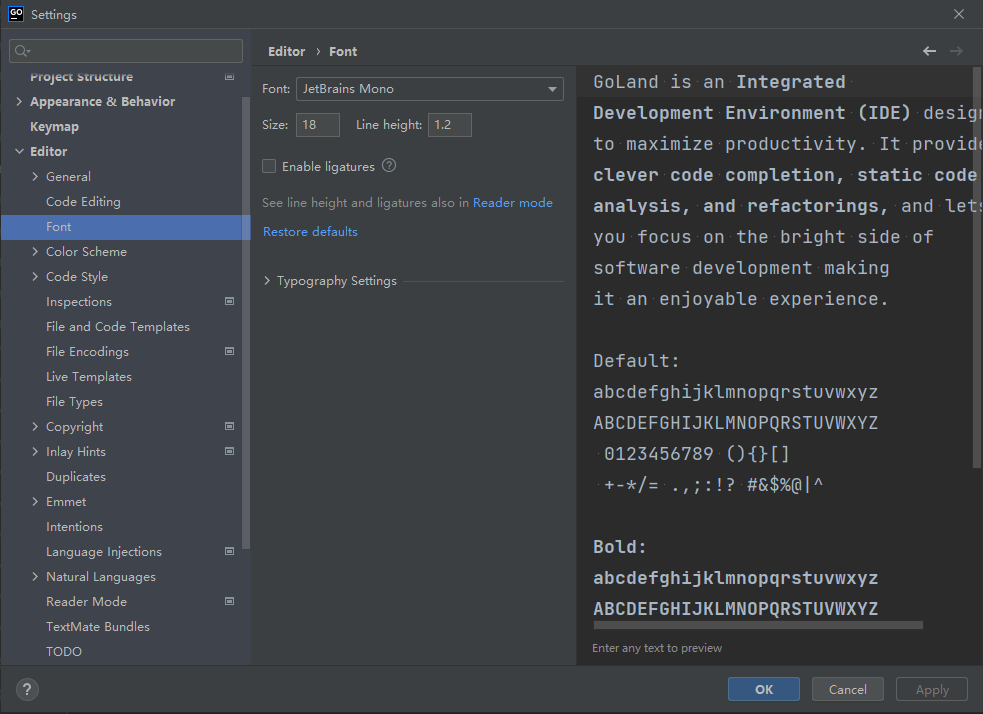 GO Settings
Editor › Font
Project Structure
Appearance & Behavior
Keymap
Editor
General
Code Editing
Font
Color Scheme
Code Style
Inspections
File and Code Templates
File Encodings
Live Templates
File Types
Copyright
Inlay Hints
Duplicates
Emmet
Intentions
Language Injections
Natural Languages
Reader Mode
TextMate Bundles
TODO
Font: JetBrains Mono
Size: 18 Line height: 1.2
Enable ligatures ?
See line height and ligatures also in Reader mode
Restore defaults
Typography Settings
GoLand is an Integrated
Development Environment (IDE) desig
to maximize productivity. It provide
clever code completion, static code
analysis, and refactorings, and lets
you focus on the bright side of
software development making
it an enjoyable experience.
Default:
abcdefghijklmnopqrstuvwxyz
ABCDEFGHIJKLMNOPQRSTUVWXYZ
0123456789 (){}[]
+-*/= .,;:!? #&$%@|^
Bold:
abcdefghijklmnopqrstuvwxyz
ABCDEFGHIJKLMNOPQRSTUVWXYZ
Enter any text to preview
? OK Cancel Apply